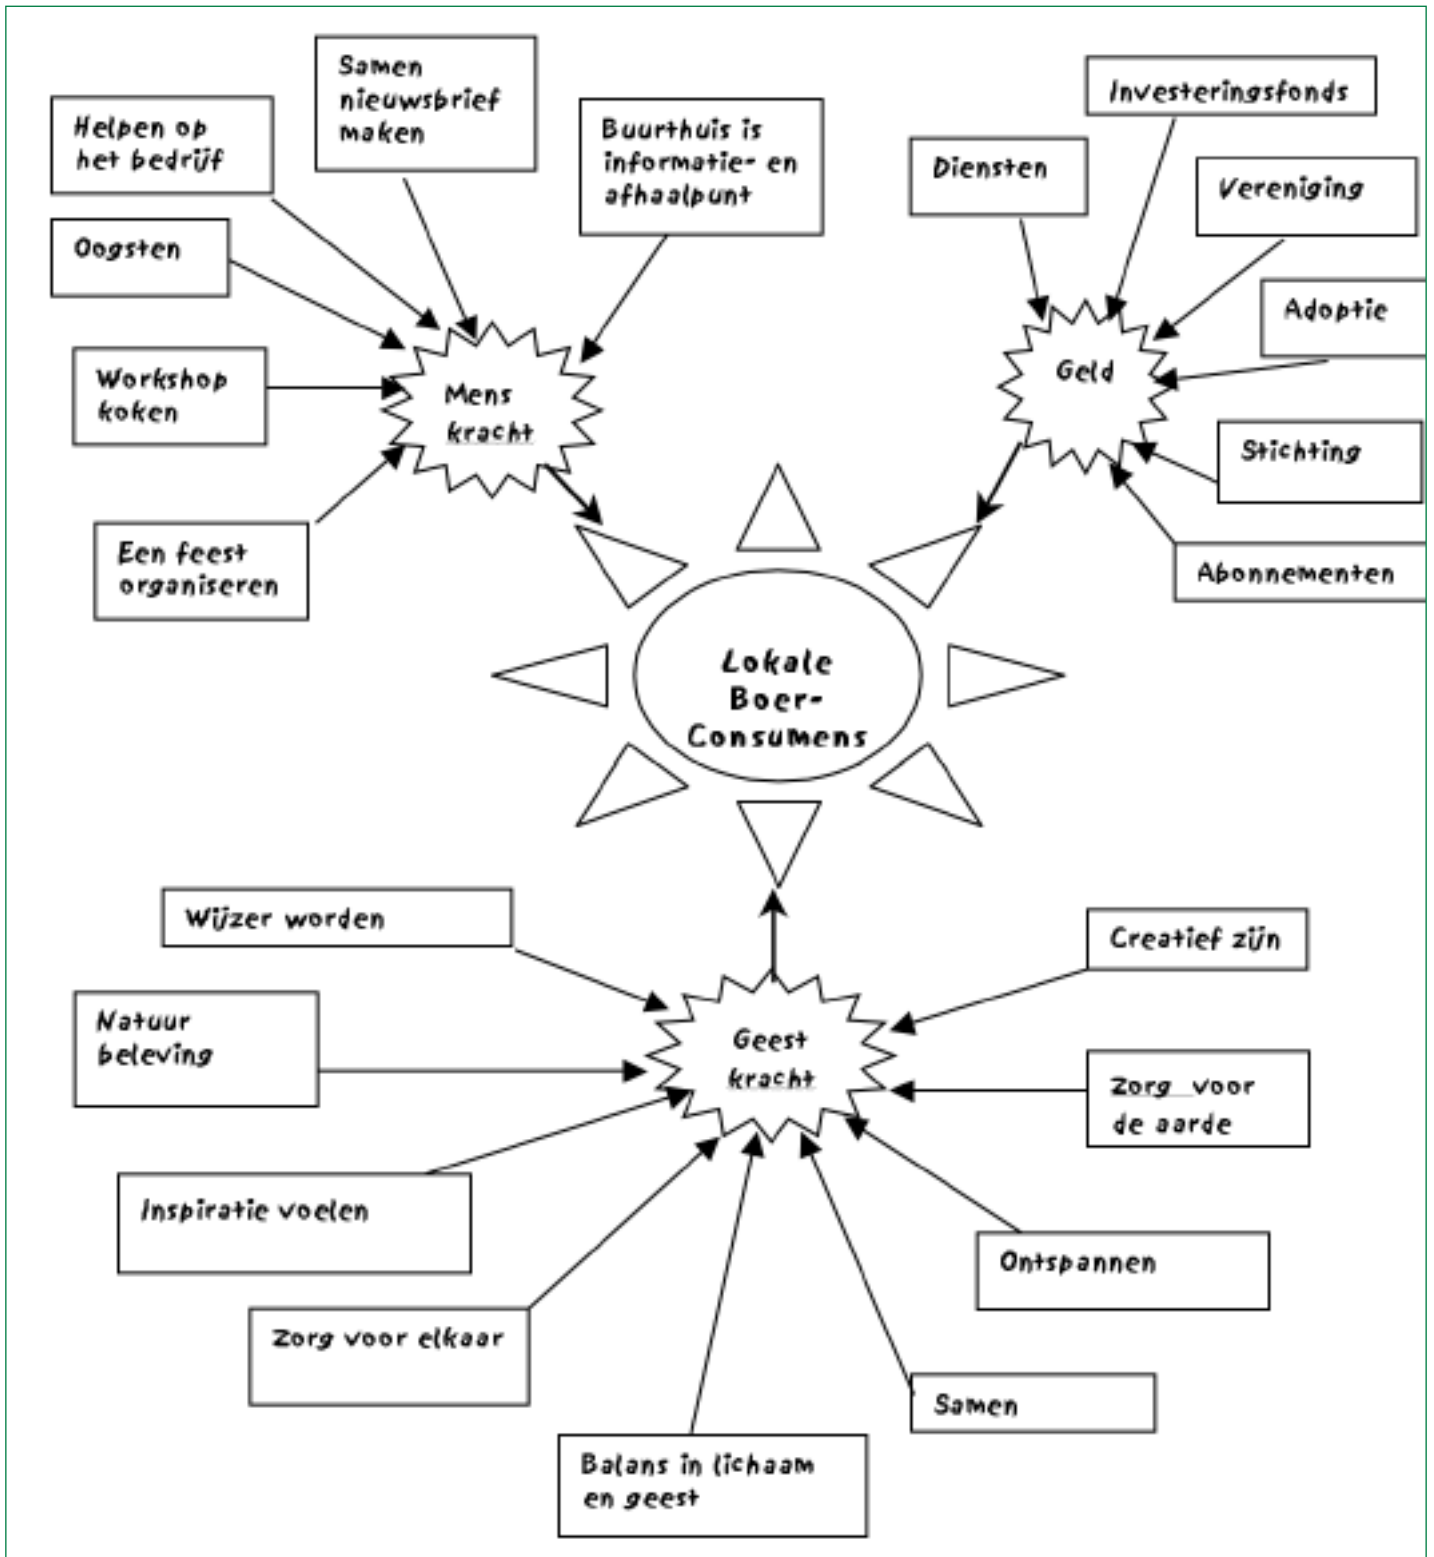 Samen
nieuwsbrief
maken
Helpen op
het bedrijf
Buurthuis is
informatie- en
afhaalpunt
Oogsten
Workshop
koken
Een feest
organiseren
Mens
kracht
Investeringsfonds
Diensten
Vereniging
Adoptie
Geld
Stichting
Abonnementen
Lokale
Boer-
Consumens
Wijzer worden
Creatief zijn
Natuur
beleving
Geest
kracht
Zorg voor
de aarde
Inspiratie voelen
Ontspannen
Zorg voor elkaar
Samen
Balans in lichaam
en geest